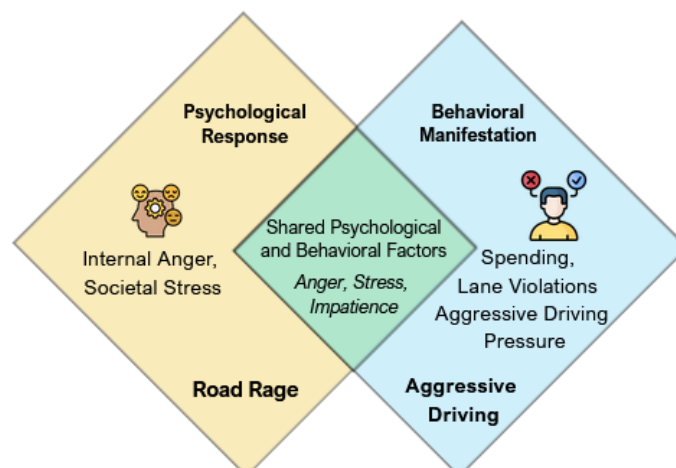 Psychological
Response
Behavioral
Manifestation
Internal Anger,
Societal Stress
Shared Psychological
and Behavioral Factors
Anger, Stress,
Impatience
Spending,
Lane Violations
Aggressive Driving
Pressure
Road Rage
Aggressive
Driving